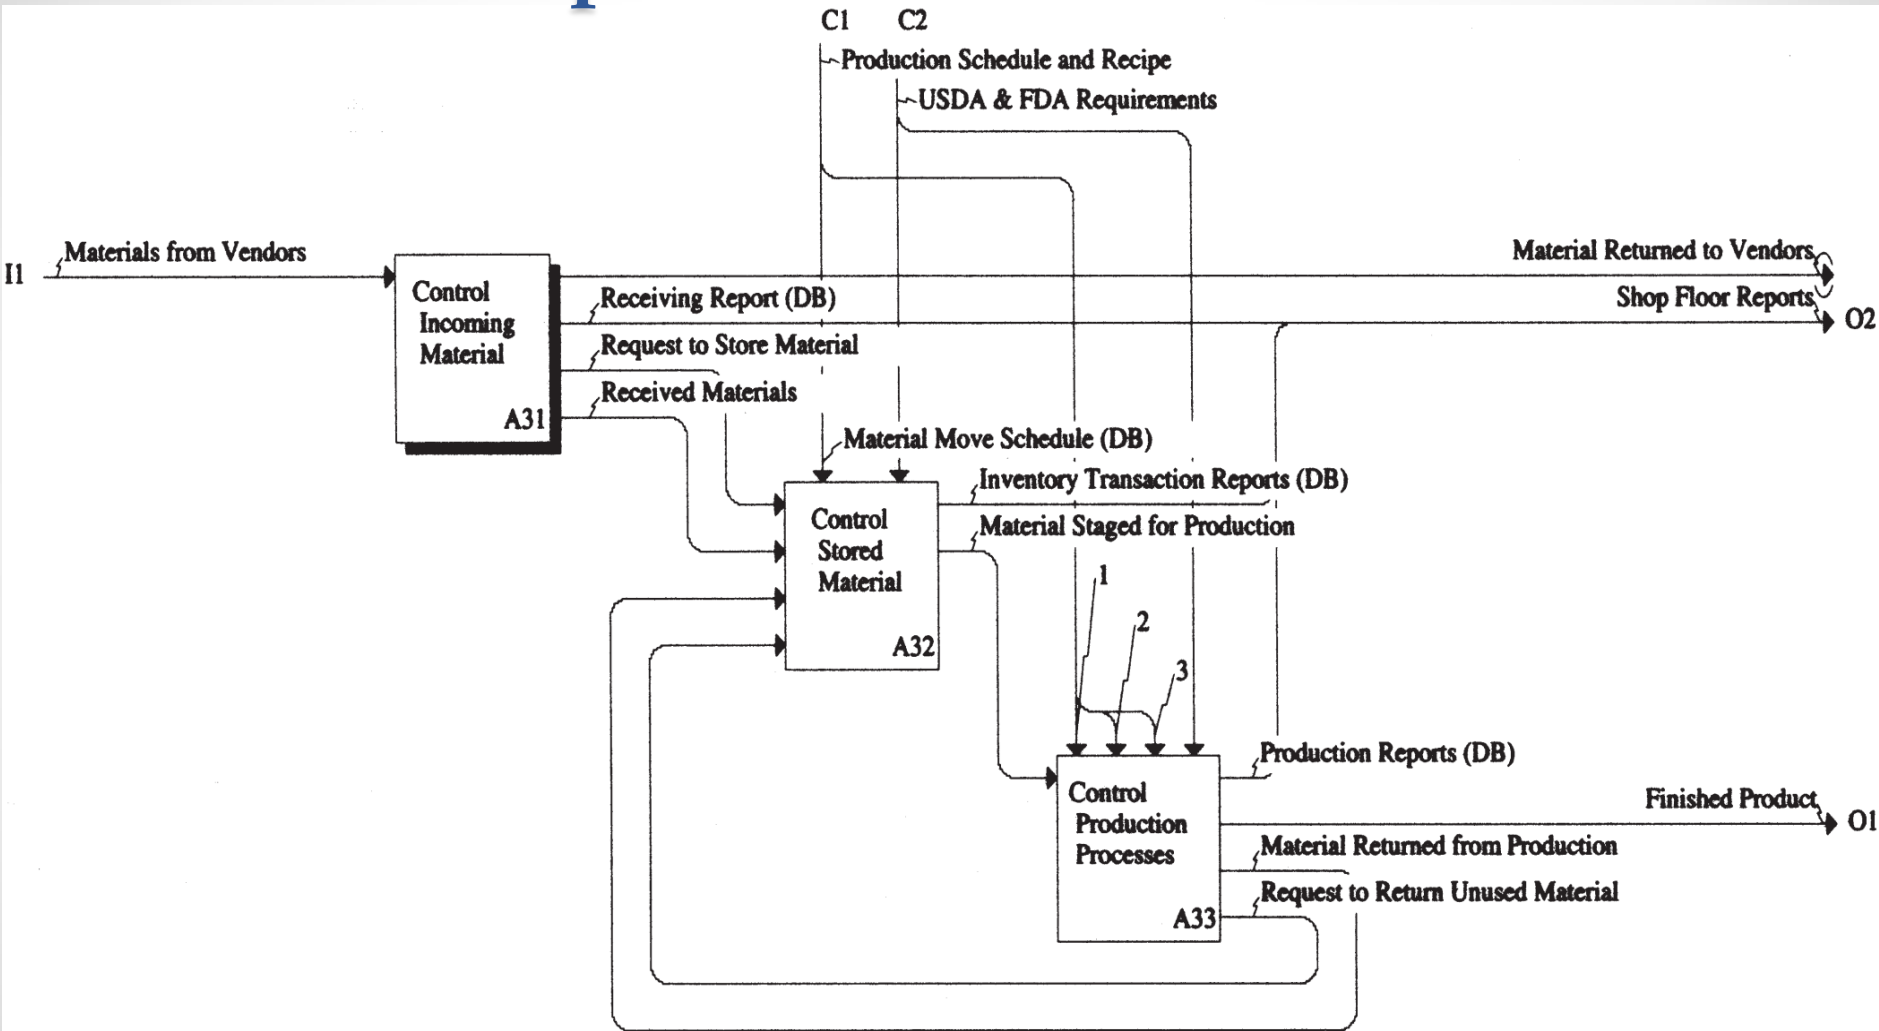 C1 C2
Production Schedule and Recipe
USDA & FDA Requirements
Materials from Vendors
I1
Material Returned to Vendors
Control
Incoming
Material
A31
Receiving Report (DB)
Shop Floor Reports
O2
Request to Store Material
Received Materials
Material Move Schedule (DB)
Control
Stored
Material
A32
Inventory Transaction Reports (DB)
Material Staged for Production
1
2
3
Control
Production
Processes
A33
Production Reports (DB)
Finished Product
O1
Material Returned from Production
Request to Return Unused Material